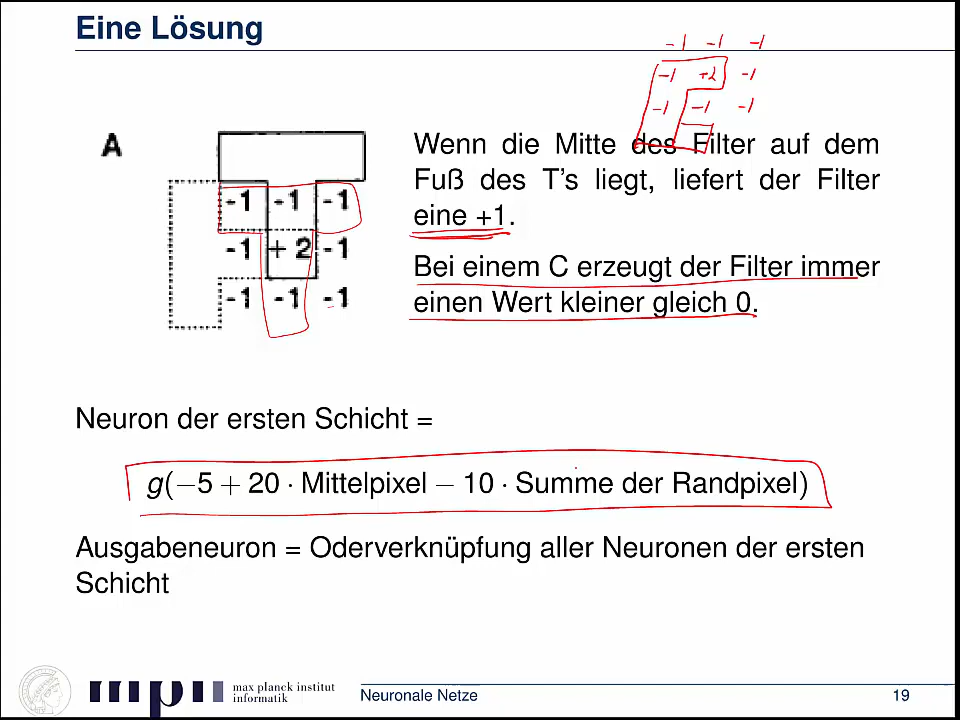 Eine Lösung
-1 -1 -1
-1 +2 -1
-1 -1 -1
A
-1 -1 -1
-1 + 2 -1
-1 -1 -1
Wenn die Mitte des Filter auf dem
Fuß des T's liegt, liefert der Filter
eine +1.
Bei einem C erzeugt der Filter immer
einen Wert kleiner gleich 0.
Neuron der ersten Schicht =
g(−5 + 20 · Mittelpixel − 10 · Summe der Randpixel)
Ausgabeneuron = Oderverknüpfung aller Neuronen der ersten
Schicht
max planck institut
informatik
Neuronale Netze
19